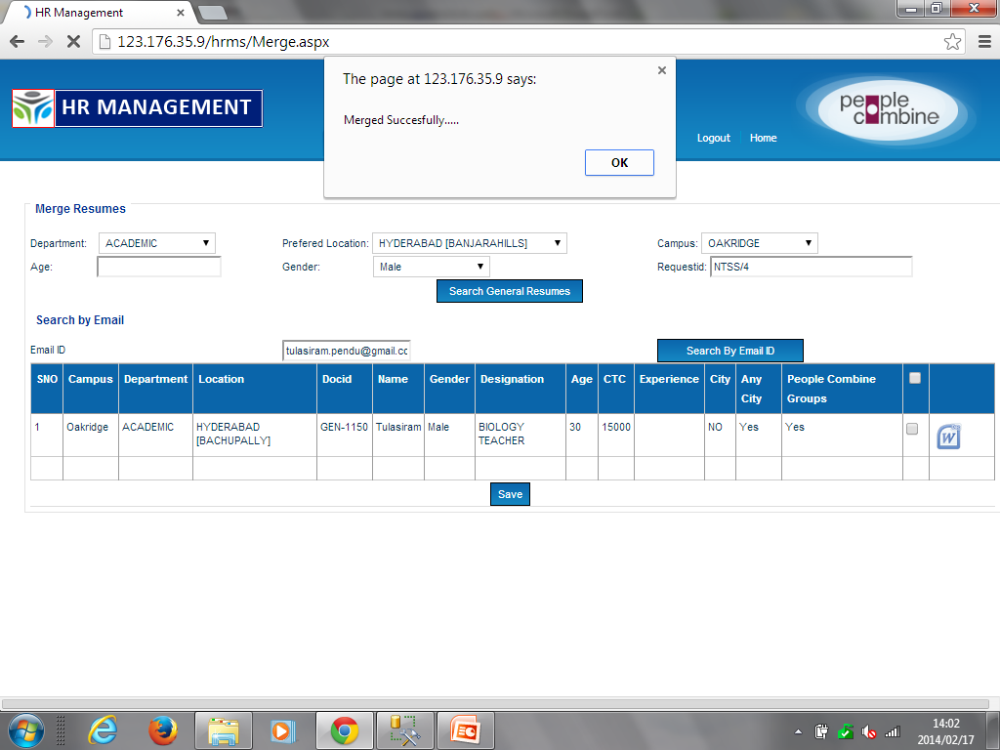 HR Management
123.176.35.9/hrms/Merge.aspx
The page at 123.176.35.9 says:
Merged Succesfully.....
OK
HR MANAGEMENT
people combine
Logout Home
Merge Resumes
Department: ACADEMIC Prefered Location: HYDERABAD [BANJARAHILLS] Campus: OAKRIDGE
Age: Gender: Male Requestid: NTSS/4
Search General Resumes
Search by Email
Email ID tulasiram.pendu@gmail.cc Search By Email ID
SNO Campus Department Location Docid Name Gender Designation Age CTC Experience City Any City People Combine Groups
1 Oakridge ACADEMIC HYDERABAD [BACHUPALLY] GEN-1150 Tulasiram Male BIOLOGY TEACHER 30 15000 NO Yes Yes
Save
14:02
2014/02/17